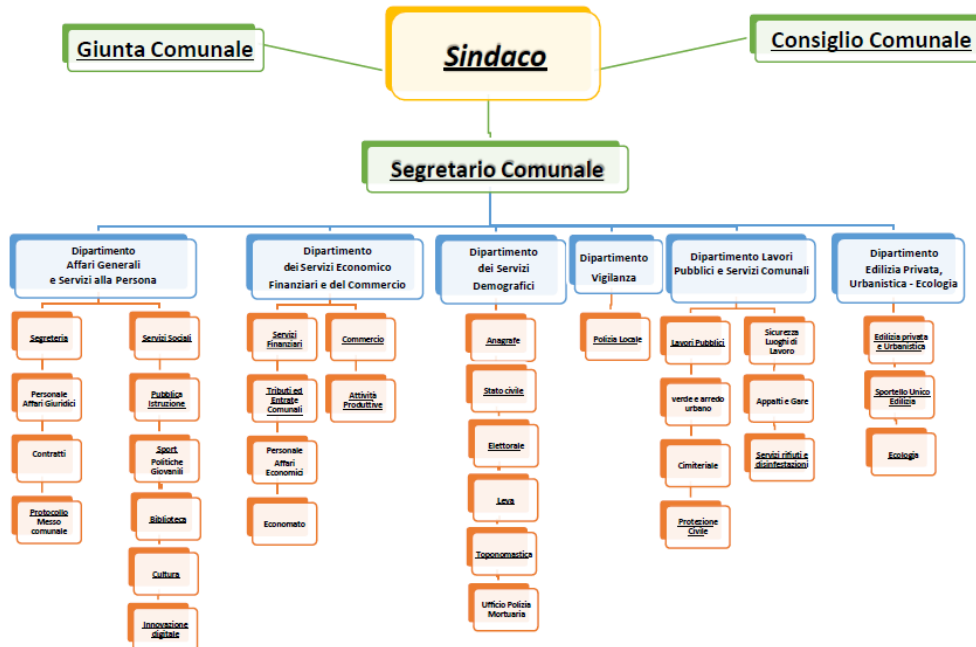 Giunta Comunale
Sindaco
Consiglio Comunale
Segretario Comunale
Dipartimento
Affari Generali
e Servizi alla Persona
Dipartimento
dei Servizi Economico
Finanziari e del Commercio
Dipartimento
dei Servizi
Demografici
Dipartimento
Vigilanza
Dipartimento Lavori
Pubblici e Servizi Comunali
Dipartimento
Edilizia Privata,
Urbanistica - Ecologia
Segreteria
Personale
Affari Giuridici
Contratti
Protocollo
Messo
comunale
Servizi Sociali
Pubblica
Istruzione
Sport
Politiche
Giovanili
Biblioteca
Cultura
Innovazione
digitale
Servizi
Finanziari
Tributi ed
Entrate
Comunali
Personale
Affari
Economici
Economato
Commercio
Attività
Produttive
Anagrafe
Stato civile
Elettorale
Leva
Toponomastica
Ufficio Polizia
Mortuaria
Polizia Locale
Lavori Pubblici
verde e arredo
urbano
Cimiteriale
Protezione
Civile
Sicurezza
Luoghi di
Lavoro
Appalti e Gare
Servizi rifiuti e
disinfestazioni
Edilizia privata
e Urbanistica
Sportello Unico
Edilizia
Ecologia